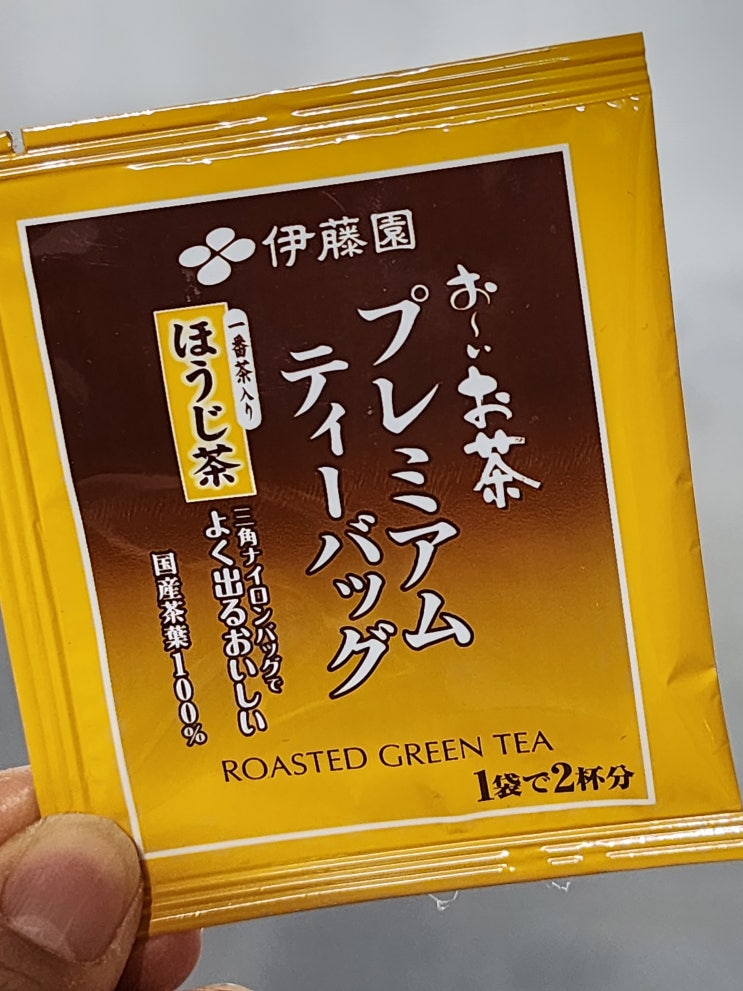 伊藤園
お〜いお茶
プレミアム
ティーバッグ
一番茶入り
ほうじ茶
三角ナイロンバッグで
よく出るおいしい
国産茶葉100%
ROASTED GREEN TEA
1袋で2杯分